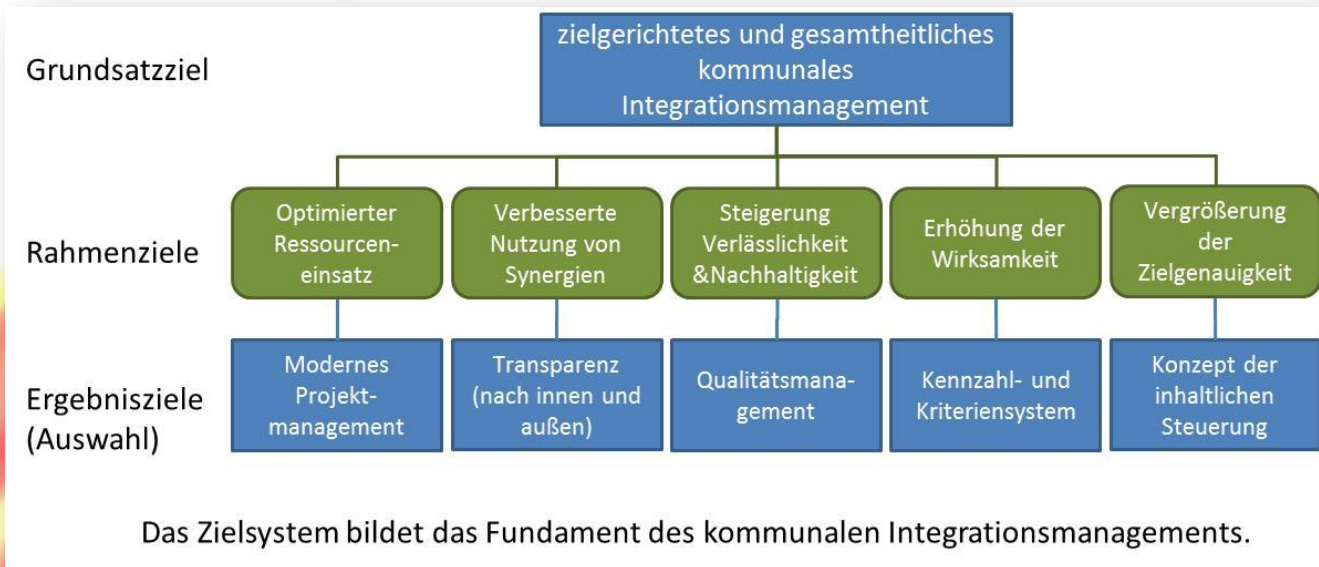 Grundsatzziel
zielgerichtetes und gesamtheitliches
kommunales
Integrationsmanagement
Rahmenziele
Optimierter
Ressourcen-
einsatz
Verbesserte
Nutzung von
Synergien
Steigerung
Verlässlichkeit
&Nachhaltigkeit
Erhöhung der
Wirksamkeit
Vergrößerung
der
Zielgenauigkeit
Ergebnisziele
(Auswahl)
Modernes
Projekt-
management
Transparenz
(nach innen und
außen)
Qualitätsmana-
gement
Kennzahl- und
Kriteriensystem
Konzept der
inhaltlichen
Steuerung
Das Zielsystem bildet das Fundament des kommunalen Integrationsmanagements.